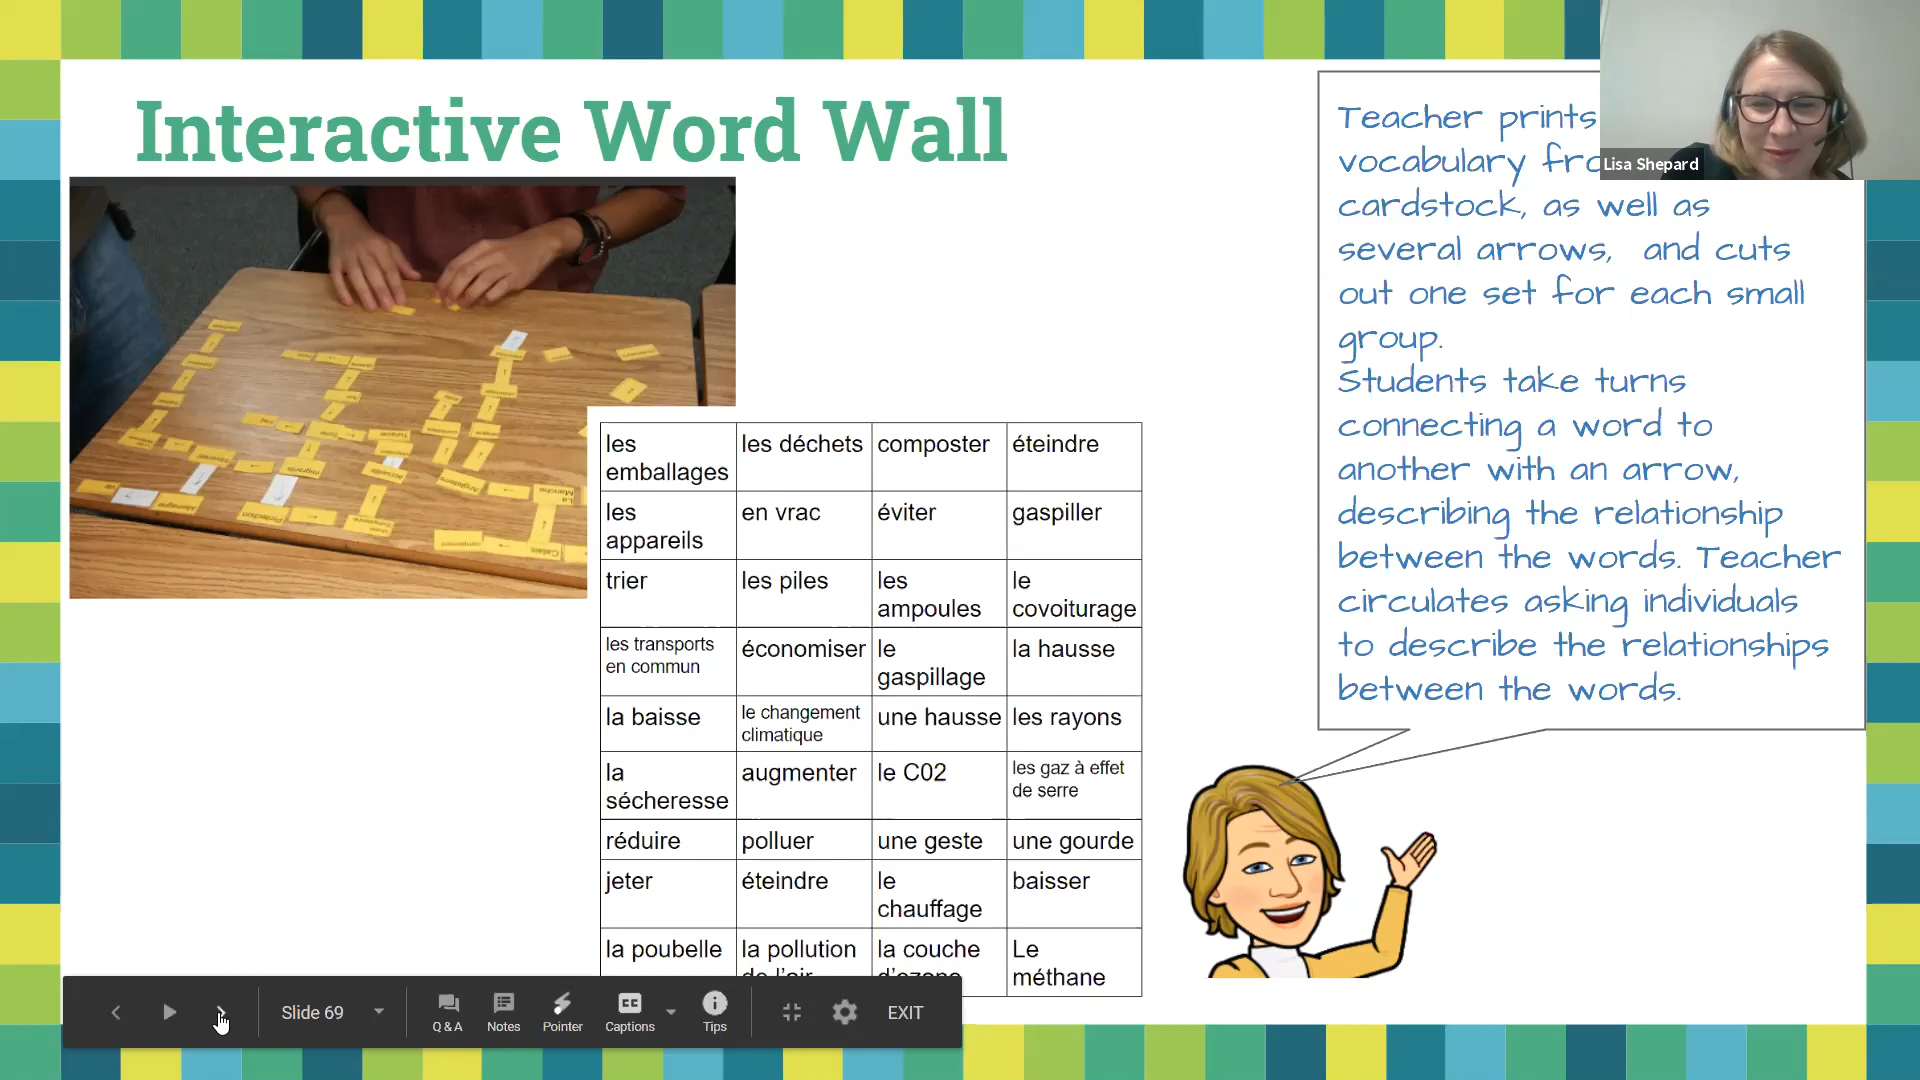 Interactive Word Wall
Teacher prints
vocabulary
cardstock, as well as
several arrows, and cuts
out one set for each small
group.
Students take turns
connecting a word to
another with an arrow,
describing the relationship
between the words. Teacher
circulates asking individuals
to describe the relationships
between the words.
Lisa Shepard
les emballages
les déchets
composter
éteindre
les appareils
en vrac
éviter
gaspiller
trier
les piles
les ampoules
le covoiturage
les transports en commun
économiser
le gaspillage
la hausse
la baisse
le changement climatique
une hausse
les rayons
la sécheresse
augmenter
le C02
les gaz à effet de serre
réduire
polluer
une geste
une gourde
jeter
éteindre
le chauffage
baisser
la poubelle
la pollution de l'air
la couche d'ozone
Le méthane
Slide 69
Q & A
Notes
Pointer
CC
Captions
Tips
EXIT